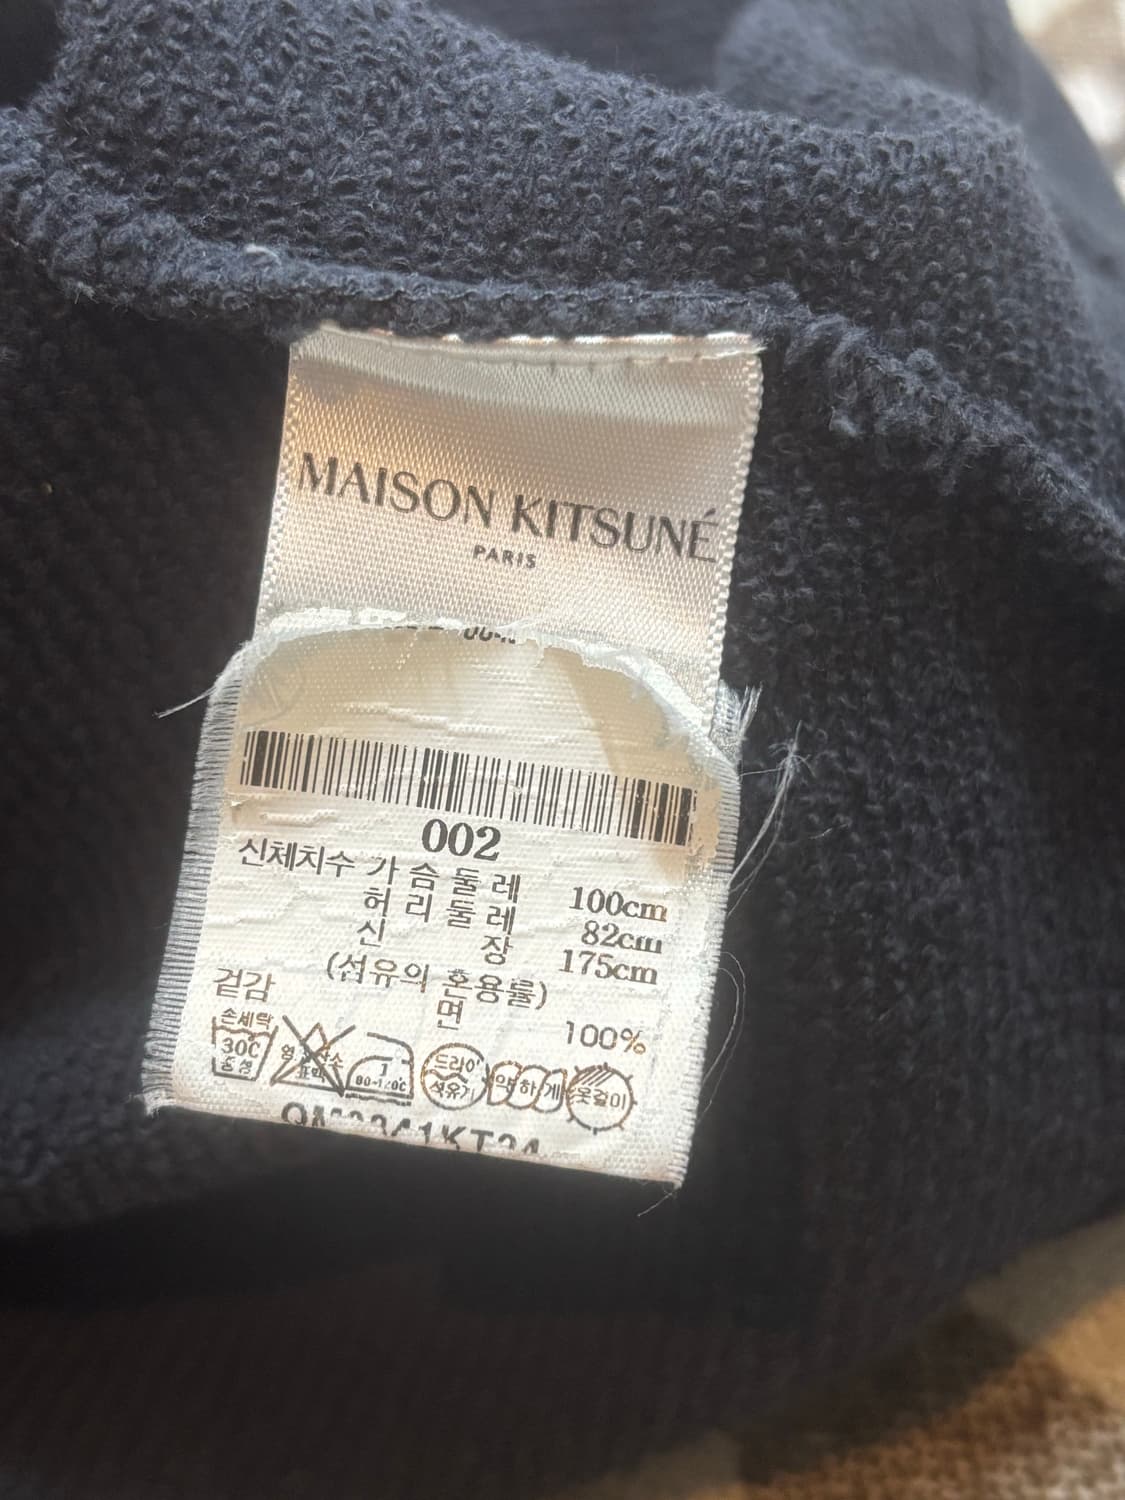 MAISON KITSUNÉ
PARIS
002
신체치수 가슴둘레 100cm
허리둘레 82cm
신장 175cm
(섬유의 혼용률)
겉감 면 100%
손세탁
30℃
중성
드라이
석유계
약하게
옷걸이